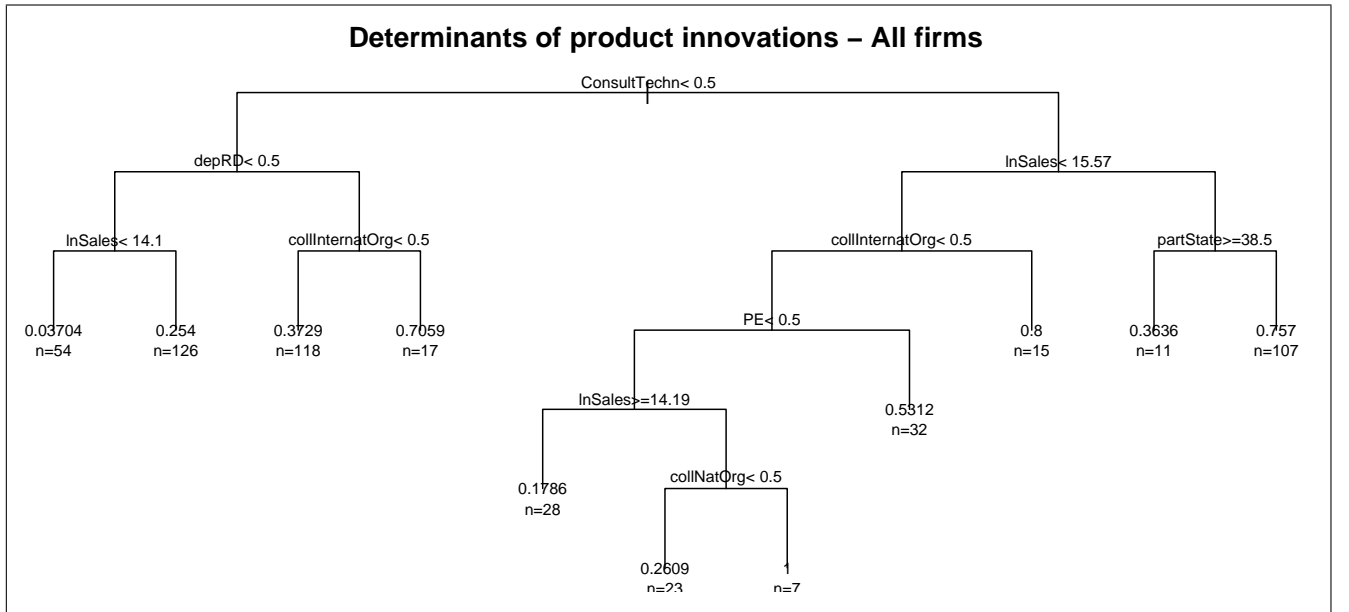 Determinants of product innovations – All firms
ConsultTechn< 0.5
depRD< 0.5
lnSales< 15.57
lnSales< 14.1
collInternatOrg< 0.5
collInternatOrg< 0.5
partState>=38.5
0.03704
n=54
0.254
n=126
0.3729
n=118
0.7059
n=17
PE< 0.5
0.8
n=15
0.3636
n=11
0.757
n=107
lnSales>=14.19
0.5312
n=32
0.1786
n=28
collNatOrg< 0.5
0.2609
n=23
1
n=7